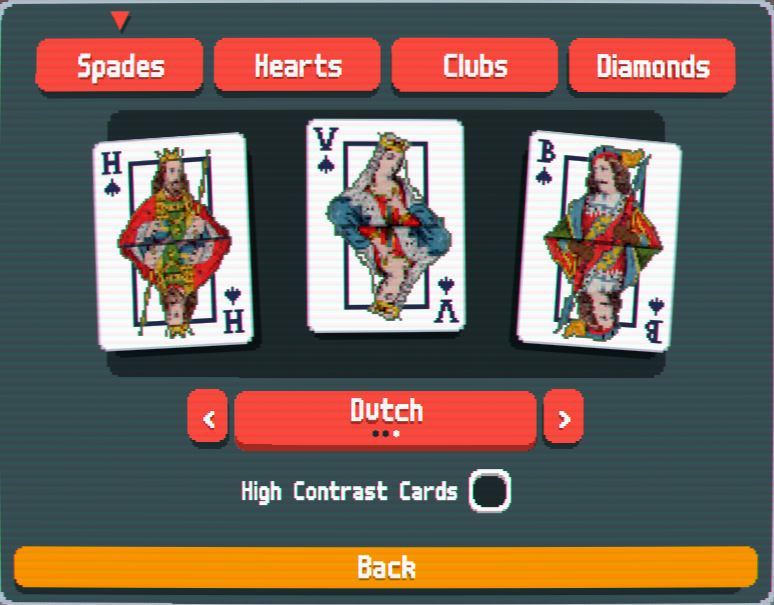 Spades Hearts Clubs Diamonds
H V B
H V B
< Dutch >
High Contrast Cards
Back